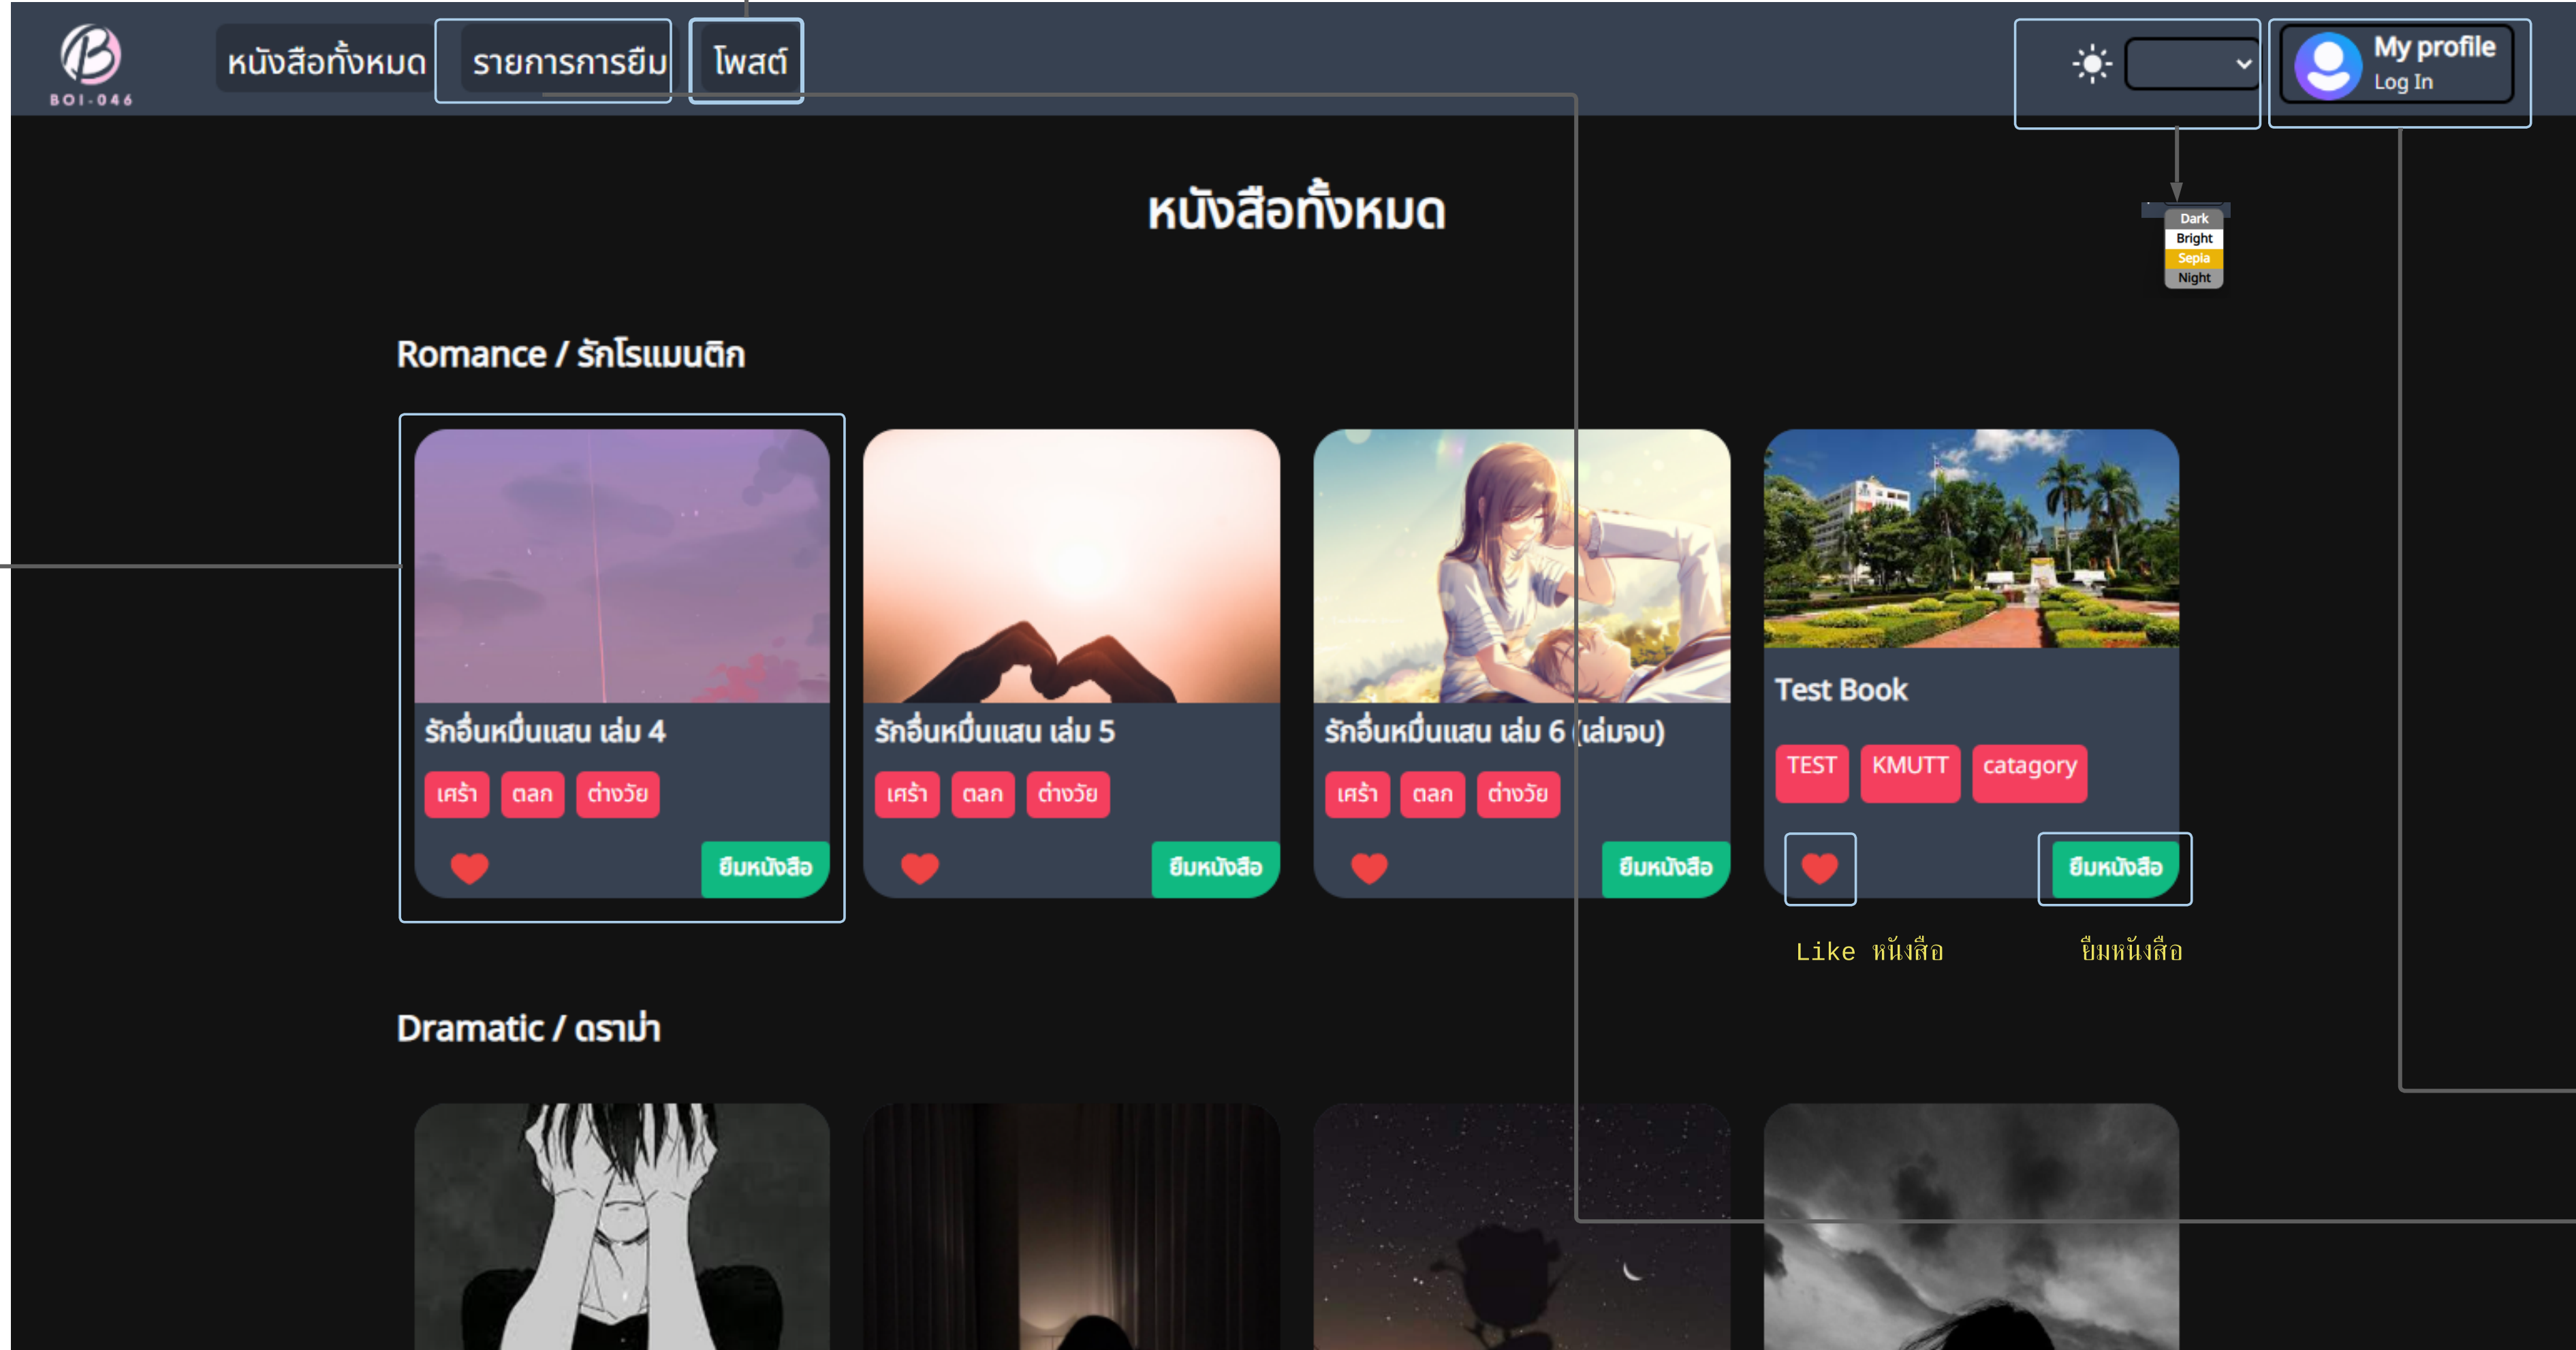 BOI-046
หนังสือทั้งหมด
รายการการยืม
โพสต์
My profile
Log In
หนังสือทั้งหมด
Dark
Bright
Sepia
Night
Romance / รักโรแมนติก
รักอื่นหมื่นแสน เล่ม 4
เศร้า ตลก ต่างวัย
ยืมหนังสือ
รักอื่นหมื่นแสน เล่ม 5
เศร้า ตลก ต่างวัย
ยืมหนังสือ
รักอื่นหมื่นแสน เล่ม 6 (เล่มจบ)
เศร้า ตลก ต่างวัย
ยืมหนังสือ
Test Book
TEST KMUTT catagory
ยืมหนังสือ
Like หนังสือ
ยืมหนังสือ
Dramatic / ดราม่า